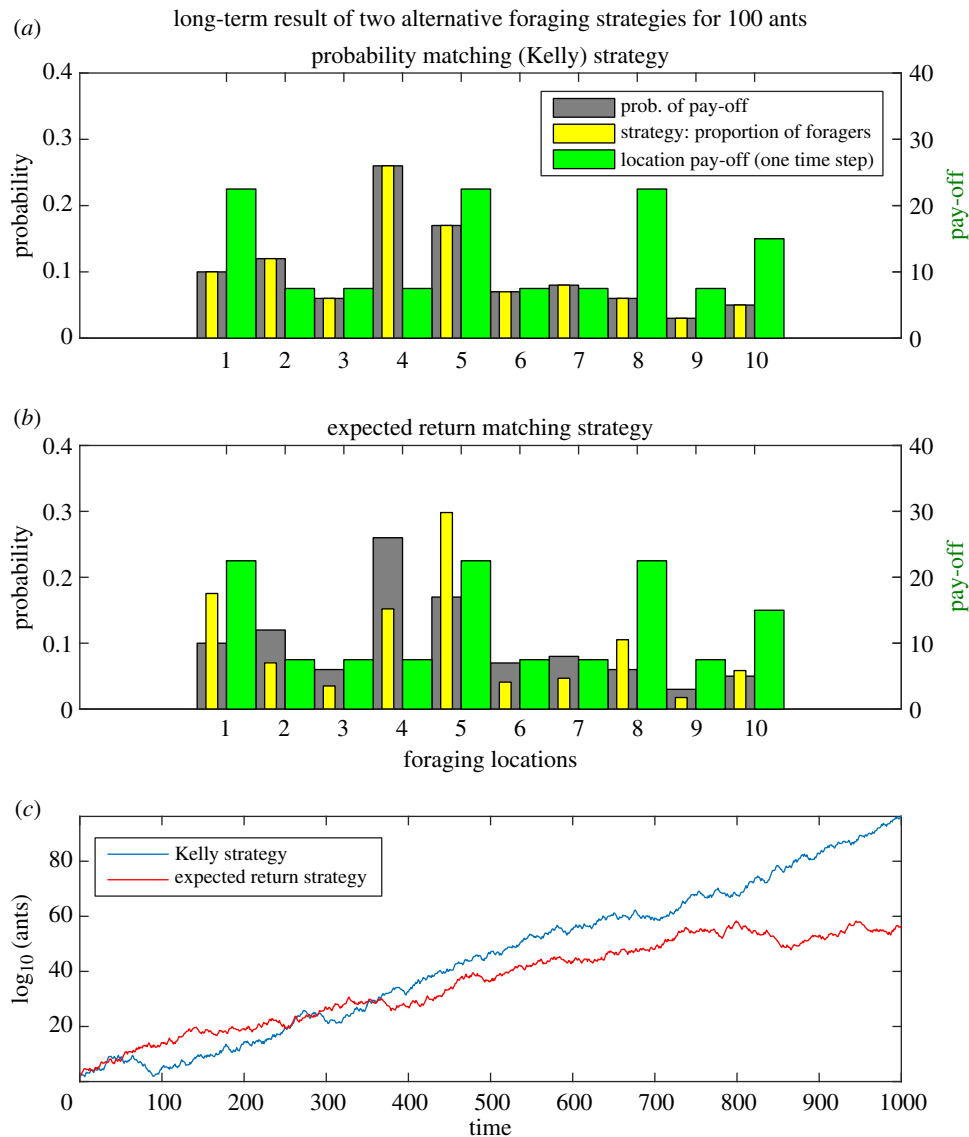 long-term result of two alternative foraging strategies for 100 ants
(a)
probability matching (Kelly) strategy
0.4
0.3
0.2
0.1
0
probability
40
30
20
10
0
pay-off
prob. of pay-off
strategy: proportion of foragers
location pay-off (one time step)
1 2 3 4 5 6 7 8 9 10
(b)
expected return matching strategy
0.4
0.3
0.2
0.1
0
probability
40
30
20
10
0
pay-off
1 2 3 4 5 6 7 8 9 10
foraging locations
(c)
Kelly strategy
expected return strategy
80
60
40
20
log10 (ants)
0 100 200 300 400 500 600 700 800 900 1000
time